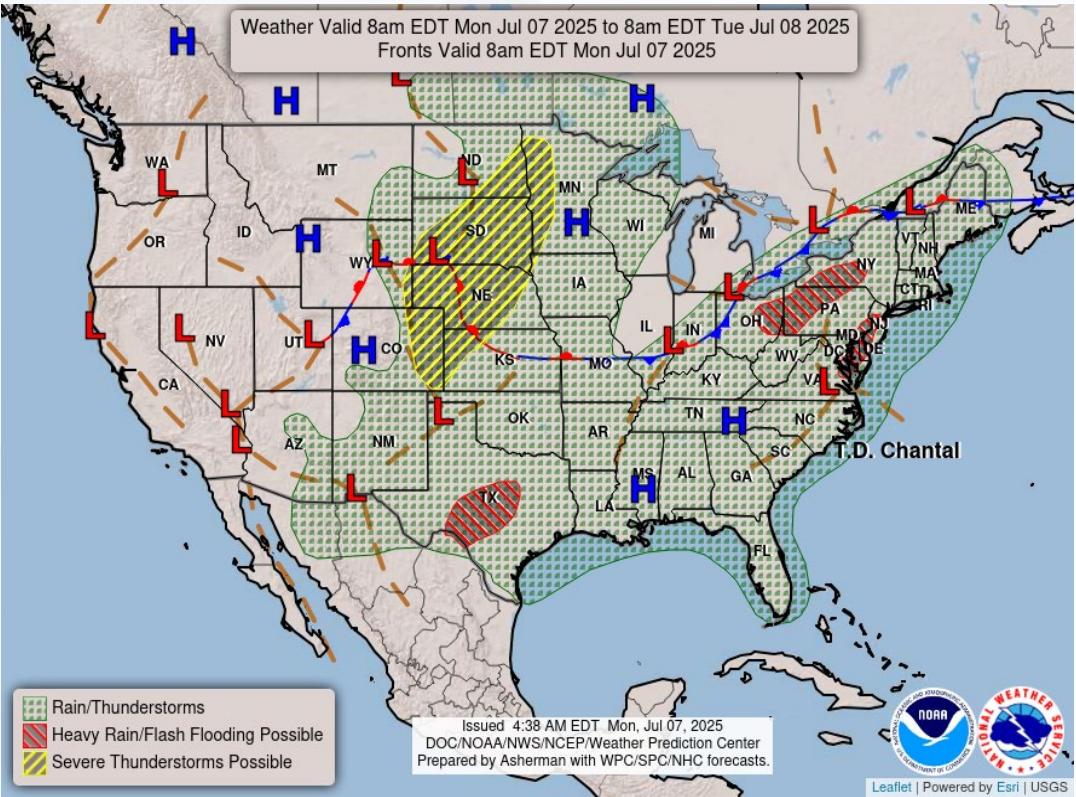 Weather Valid 8am EDT Mon Jul 07 2025 to 8am EDT Tue Jul 08 2025
Fronts Valid 8am EDT Mon Jul 07 2025
H
H
H
L
WA
L
MT
ND
L
MN
OR
ID
H
WY
L
L
SD
H
WI
MI
L
L
ME
VT
NH
NY
MA
CT
RI
L
NV
L
UT
L
H
CO
NE
IA
IL
IN
L
OH
L
PA
NJ
MD
DE
DC
WV
VA
L
CA
L
L
KS
MO
KY
AZ
NM
L
OK
AR
TN
H
NC
SC
T.D. Chantal
L
TX
LA
MS
H
AL
GA
FL
Rain/Thunderstorms
Heavy Rain/Flash Flooding Possible
Severe Thunderstorms Possible
Issued 4:38 AM EDT Mon, Jul 07, 2025
DOC/NOAA/NWS/NCEP/Weather Prediction Center
Prepared by Asherman with WPC/SPC/NHC forecasts.
NOAA
NATIONAL WEATHER SERVICE
Leaflet | Powered by Esri | USGS